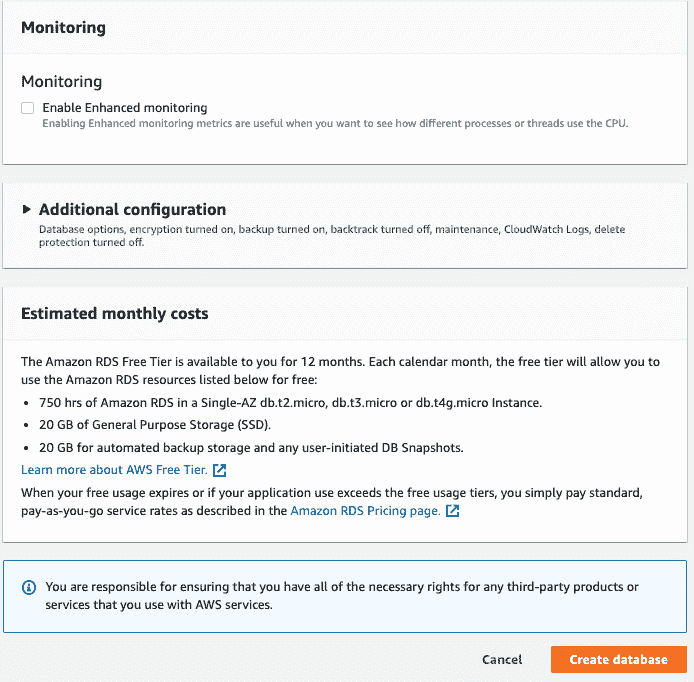 Monitoring
Monitoring
Enable Enhanced monitoring
Enabling Enhanced monitoring metrics are useful when you want to see how different processes or threads use the CPU.
Additional configuration
Database options, encryption turned on, backup turned on, backtrack turned off, maintenance, CloudWatch Logs, delete
protection turned off.
Estimated monthly costs
The Amazon RDS Free Tier is available to you for 12 months. Each calendar month, the free tier will allow you to
use the Amazon RDS resources listed below for free:
• 750 hrs of Amazon RDS in a Single-AZ db.t2.micro, db.t3.micro or db.t4g.micro Instance.
• 20 GB of General Purpose Storage (SSD).
• 20 GB for automated backup storage and any user-initiated DB Snapshots.
Learn more about AWS Free Tier.
When your free usage expires or if your application use exceeds the free usage tiers, you simply pay standard,
pay-as-you-go service rates as described in the Amazon RDS Pricing page.
You are responsible for ensuring that you have all of the necessary rights for any third-party products or
services that you use with AWS services.
Cancel Create database